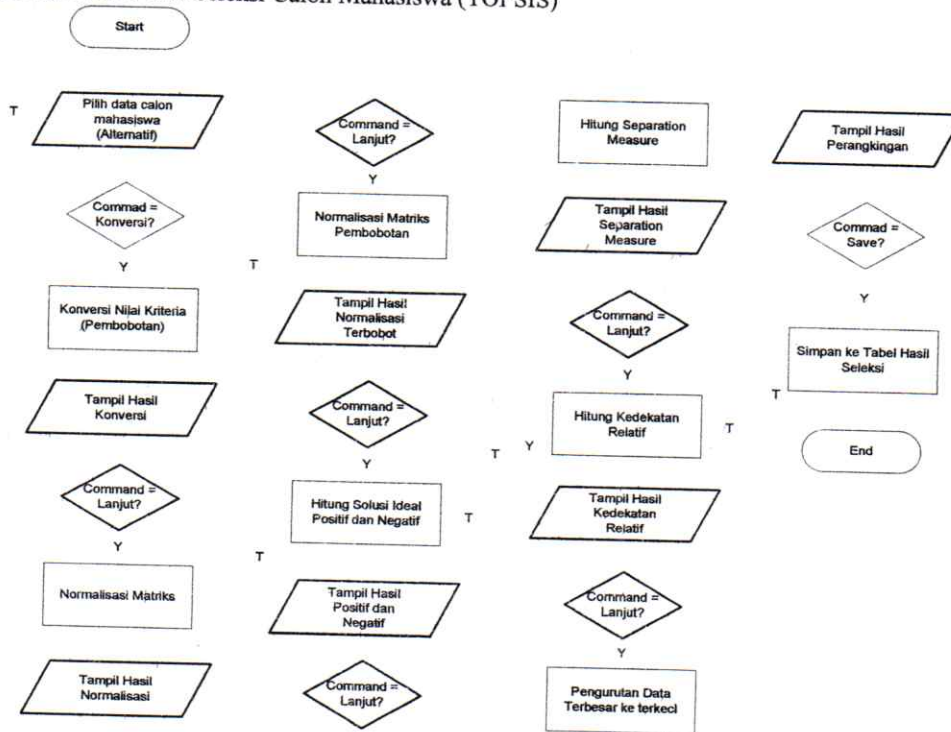 Calon Mahasiswa (TOPSIS)
Start
T
Pilih data calon
mahasiswa
(Alternatif)
Commad =
Konversi?
Y
Konversi Nilai Kriteria
(Pembobotan)
Tampil Hasil
Konversi
Command =
Lanjut?
Y
Normalisasi Matriks
Tampil Hasil
Normalisasi
Command =
Lanjut?
Y
Normalisasi Matriks
Pembobotan
T
Tampil Hasil
Normalisasi
Terbobot
Command =
Lanjut?
Y
Hitung Solusi Ideal
Positif dan Negatif
T
Tampil Hasil
Positif dan
Negatif
Command =
Lanjut?
T
T
Y
Hitung Separation
Measure
Tampil Hasil
Separation
Measure
Command =
Lanjut?
Y
Hitung Kedekatan
Relatif
T
Tampil Hasil
Kedekatan
Relatif
Command =
Lanjut?
Y
Pengurutan Data
Terbesar ke terkecl
Tampil Hasil
Perangkingan
Commad =
Save?
Y
Simpan ke Tabel Hasil
Seleksi
T
End